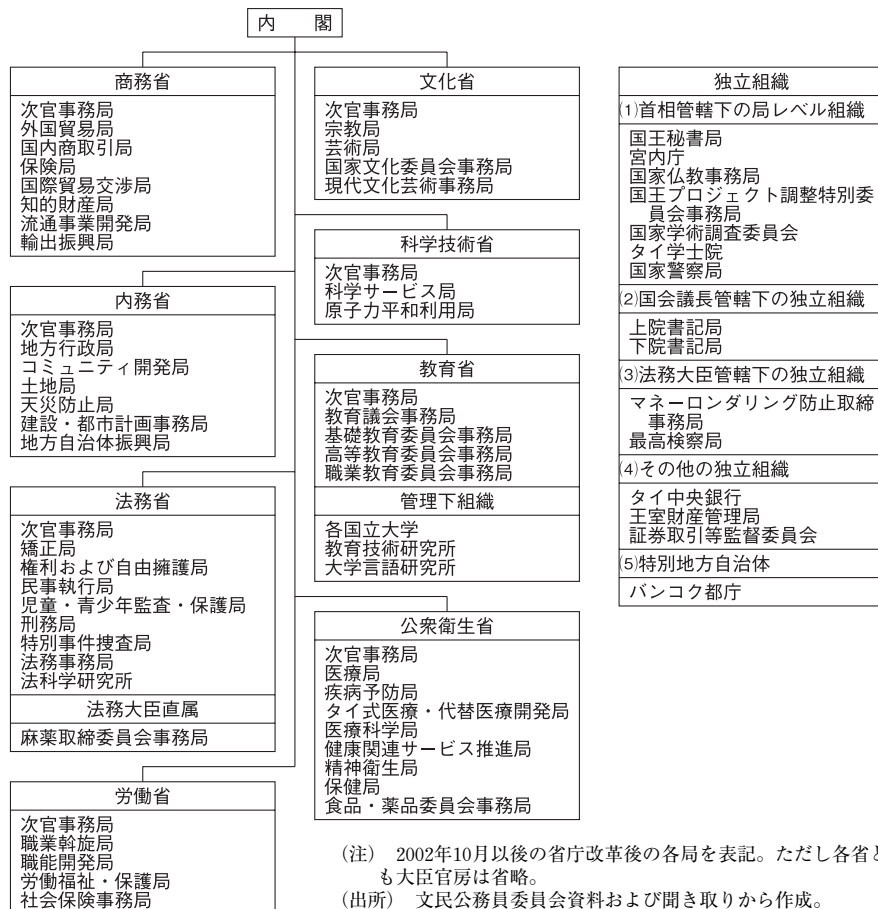 内　閣
商務省
次官事務局
外国貿易局
国内商取引局
保険局
国際貿易交渉局
知的財産局
流通事業開発局
輸出振興局
内務省
次官事務局
地方行政局
コミュニティ開発局
土地局
天災防止局
建設・都市計画事務局
地方自治体振興局
法務省
次官事務局
矯正局
権利および自由擁護局
民事執行局
児童・青少年監査・保護局
刑務局
特別事件捜査局
法務事務局
法科学研究所
法務大臣直属
麻薬取締委員会事務局
労働省
次官事務局
職業斡旋局
職能開発局
労働福祉・保護局
社会保険事務局
文化省
次官事務局
宗教局
芸術局
国家文化委員会事務局
現代文化芸術事務局
科学技術省
次官事務局
科学サービス局
原子力平和利用局
教育省
次官事務局
教育議会事務局
基礎教育委員会事務局
高等教育委員会事務局
職業教育委員会事務局
管理下組織
各国立大学
教育技術研究所
大学言語研究所
公衆衛生省
次官事務局
医療局
疾病予防局
タイ式医療・代替医療開発局
医療科学局
健康関連サービス推進局
精神衛生局
保健局
食品・薬品委員会事務局
独立組織
⑴首相管轄下の局レベル組織
国王秘書局
宮内庁
国家仏教事務局
国王プロジェクト調整特別委
員会事務局
国家学術調査委員会
タイ学士院
国家警察局
⑵国会議長管轄下の独立組織
上院書記局
下院書記局
⑶法務大臣管轄下の独立組織
マネーロンダリング防止取締
事務局
最高検察局
⑷その他の独立組織
タイ中央銀行
王室財産管理局
証券取引等監督委員会
⑸特別地方自治体
バンコク都庁
（注）　2002年10月以後の省庁改革後の各局を表記。ただし各省と
も大臣官房は省略。
（出所）　文民公務員委員会資料および聞き取りから作成。